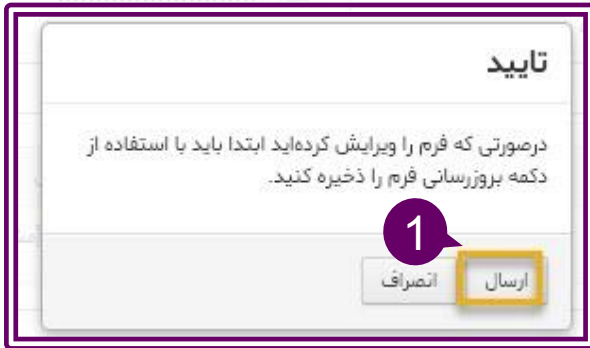 تایید
درصورتی که فرم را ویرایش کرده‌اید ابتدا باید با استفاده از
دکمه بروزرسانی فرم را ذخیره کنید.
1
ارسال انصراف